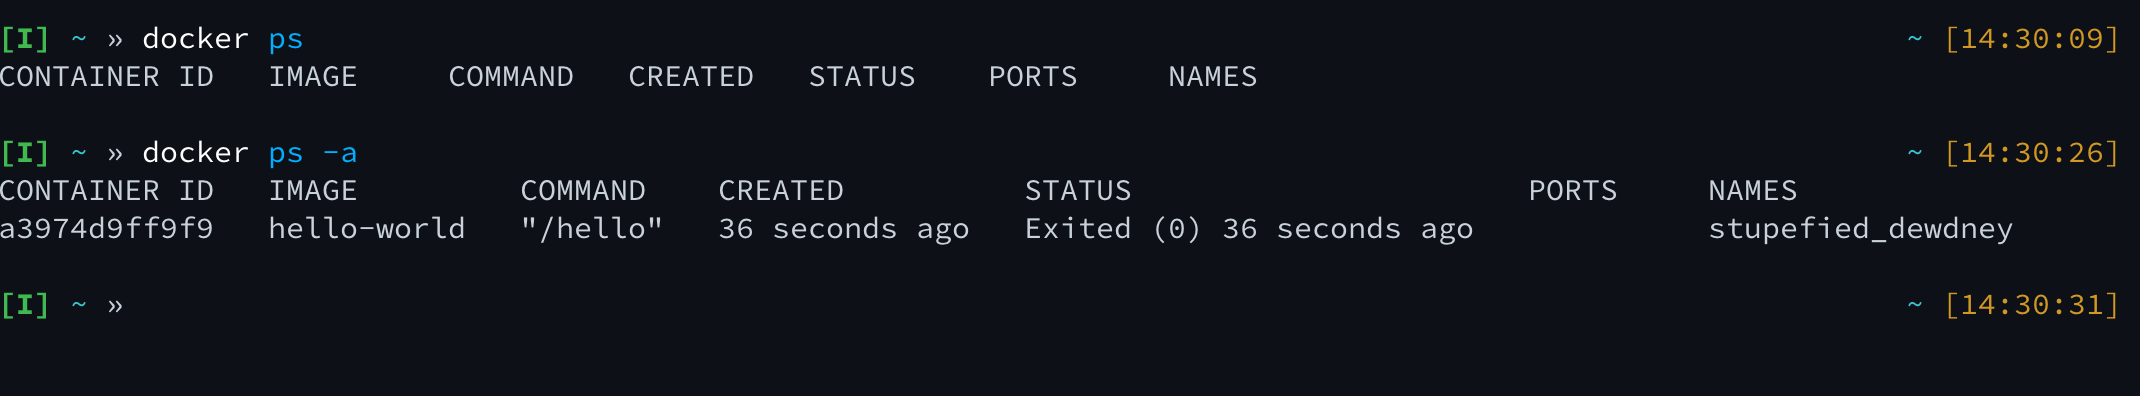 [I] ~ » docker ps ~ [14:30:09]
CONTAINER ID IMAGE COMMAND CREATED STATUS PORTS NAMES
[I] ~ » docker ps -a ~ [14:30:26]
CONTAINER ID IMAGE COMMAND CREATED STATUS PORTS NAMES
a3974d9ff9f9 hello-world "/hello" 36 seconds ago Exited (0) 36 seconds ago stupefied_dewdney
[I] ~ » ~ [14:30:31]